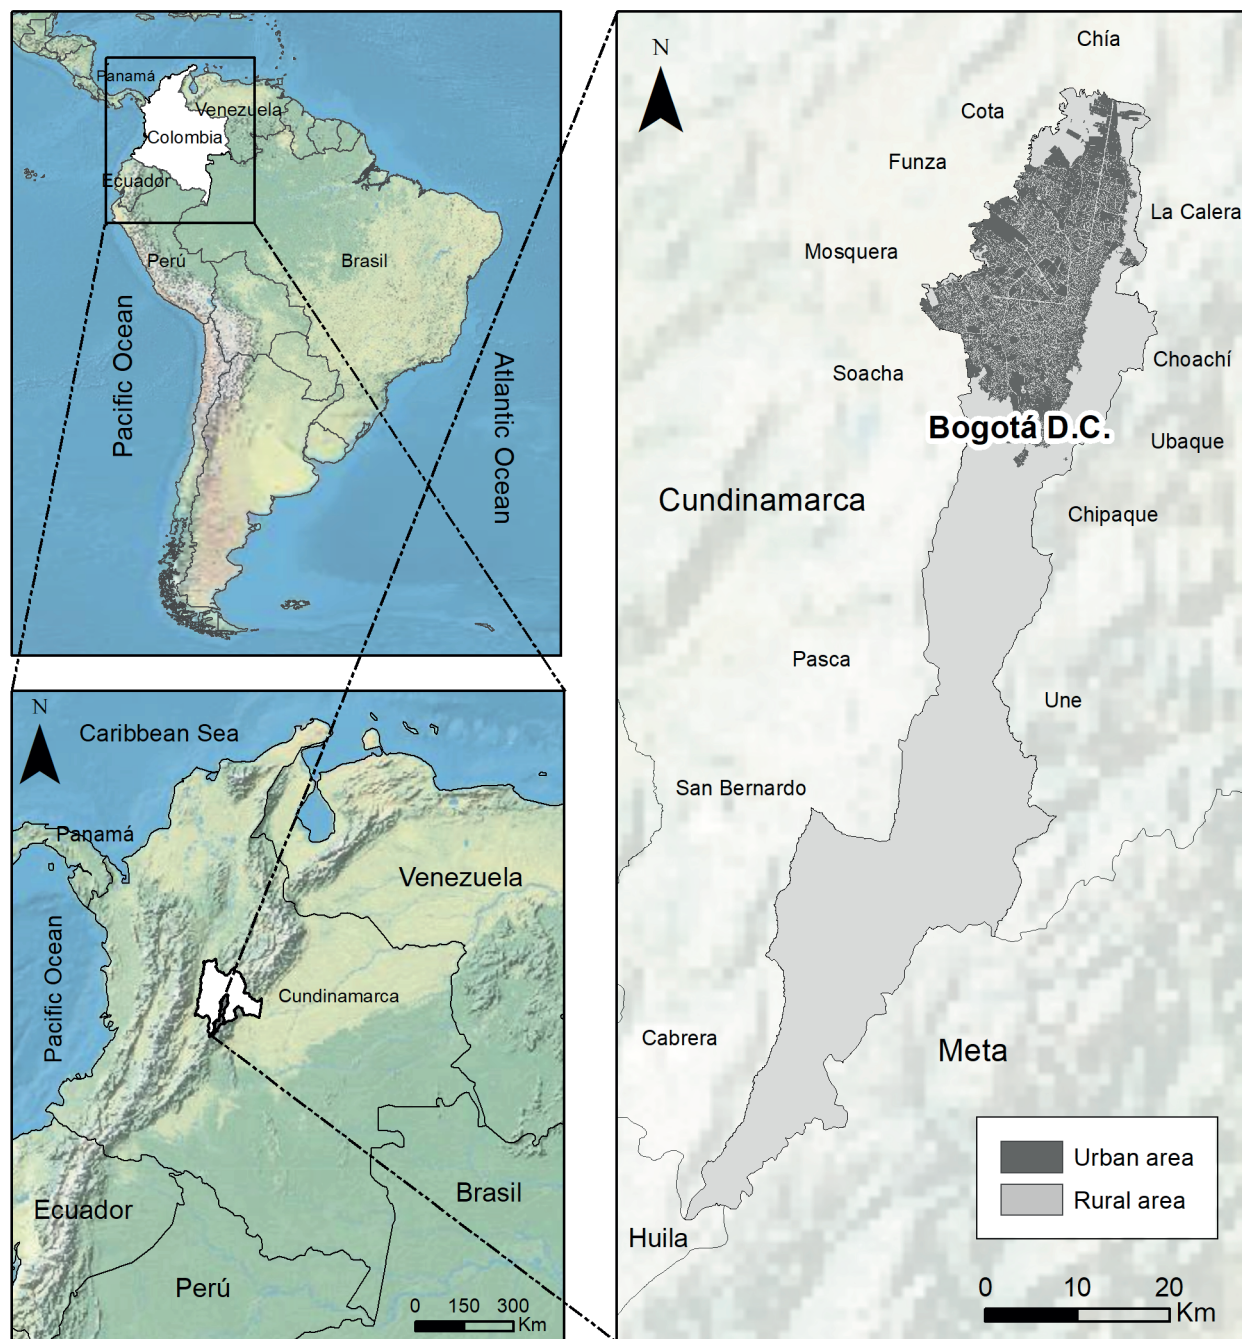 Panamá
Venezuela
Colombia
Ecuador
Perú
Brasil
Pacific Ocean
Atlantic Ocean
N
Caribbean Sea
Panamá
Venezuela
Pacific Ocean
Cundinamarca
Ecuador
Brasil
Perú
0 150 300
Km
N
Chía
Cota
Funza
La Calera
Mosquera
Choachí
Soacha
Bogotá D.C.
Ubaque
Cundinamarca
Chipaque
Pasca
Une
San Bernardo
Cabrera
Meta
Huila
Urban area
Rural area
0 10 20
Km